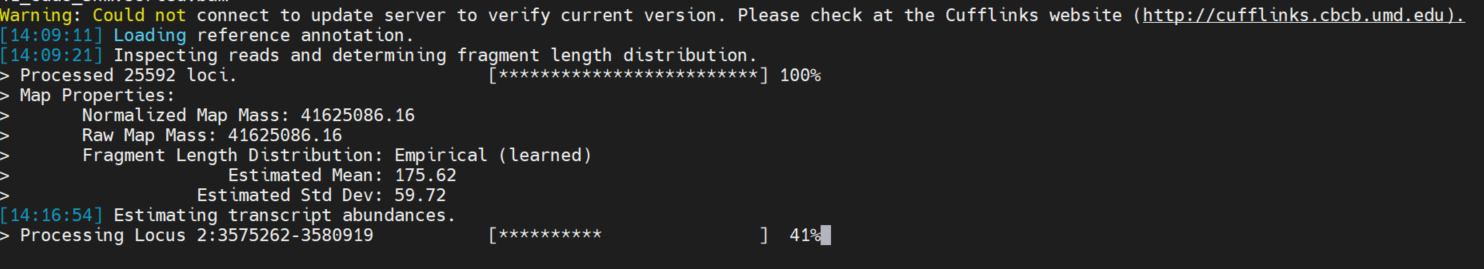 Warning: Could not connect to update server to verify current version. Please check at the Cufflinks website (http://cufflinks.cbcb.umd.edu).
[14:09:11] Loading reference annotation.
[14:09:21] Inspecting reads and determining fragment length distribution.
> Processed 25592 loci.                        [*************************] 100%
> Map Properties:
>       Normalized Map Mass: 41625086.16
>       Raw Map Mass: 41625086.16
>       Fragment Length Distribution: Empirical (learned)
>                     Estimated Mean: 175.62
>                  Estimated Std Dev: 59.72
[14:16:54] Estimating transcript abundances.
> Processing Locus 2:3575262-3580919           [**********               ]  41%